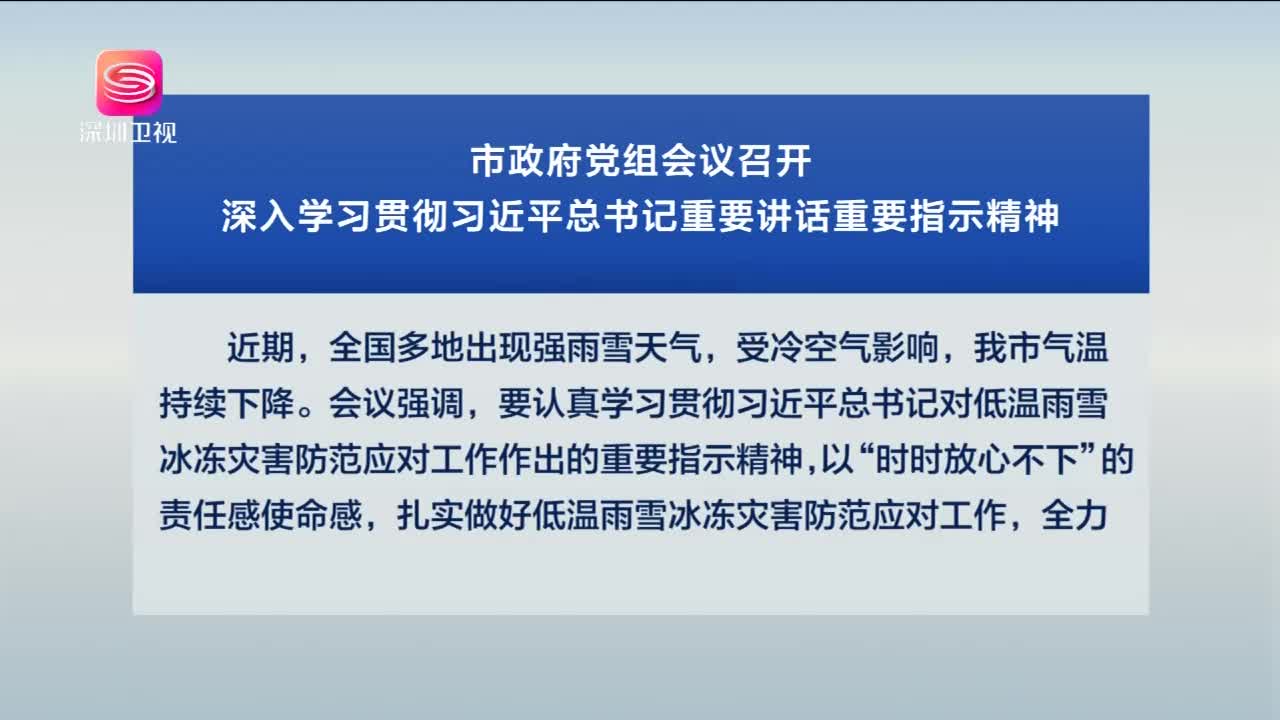 深圳卫视
市政府党组会议召开
深入学习贯彻习近平总书记重要讲话重要指示精神
近期，全国多地出现强雨雪天气，受冷空气影响，我市气温
持续下降。会议强调，要认真学习贯彻习近平总书记对低温雨雪
冰冻灾害防范应对工作作出的重要指示精神，以“时时放心不下”的
责任感使命感，扎实做好低温雨雪冰冻灾害防范应对工作，全力